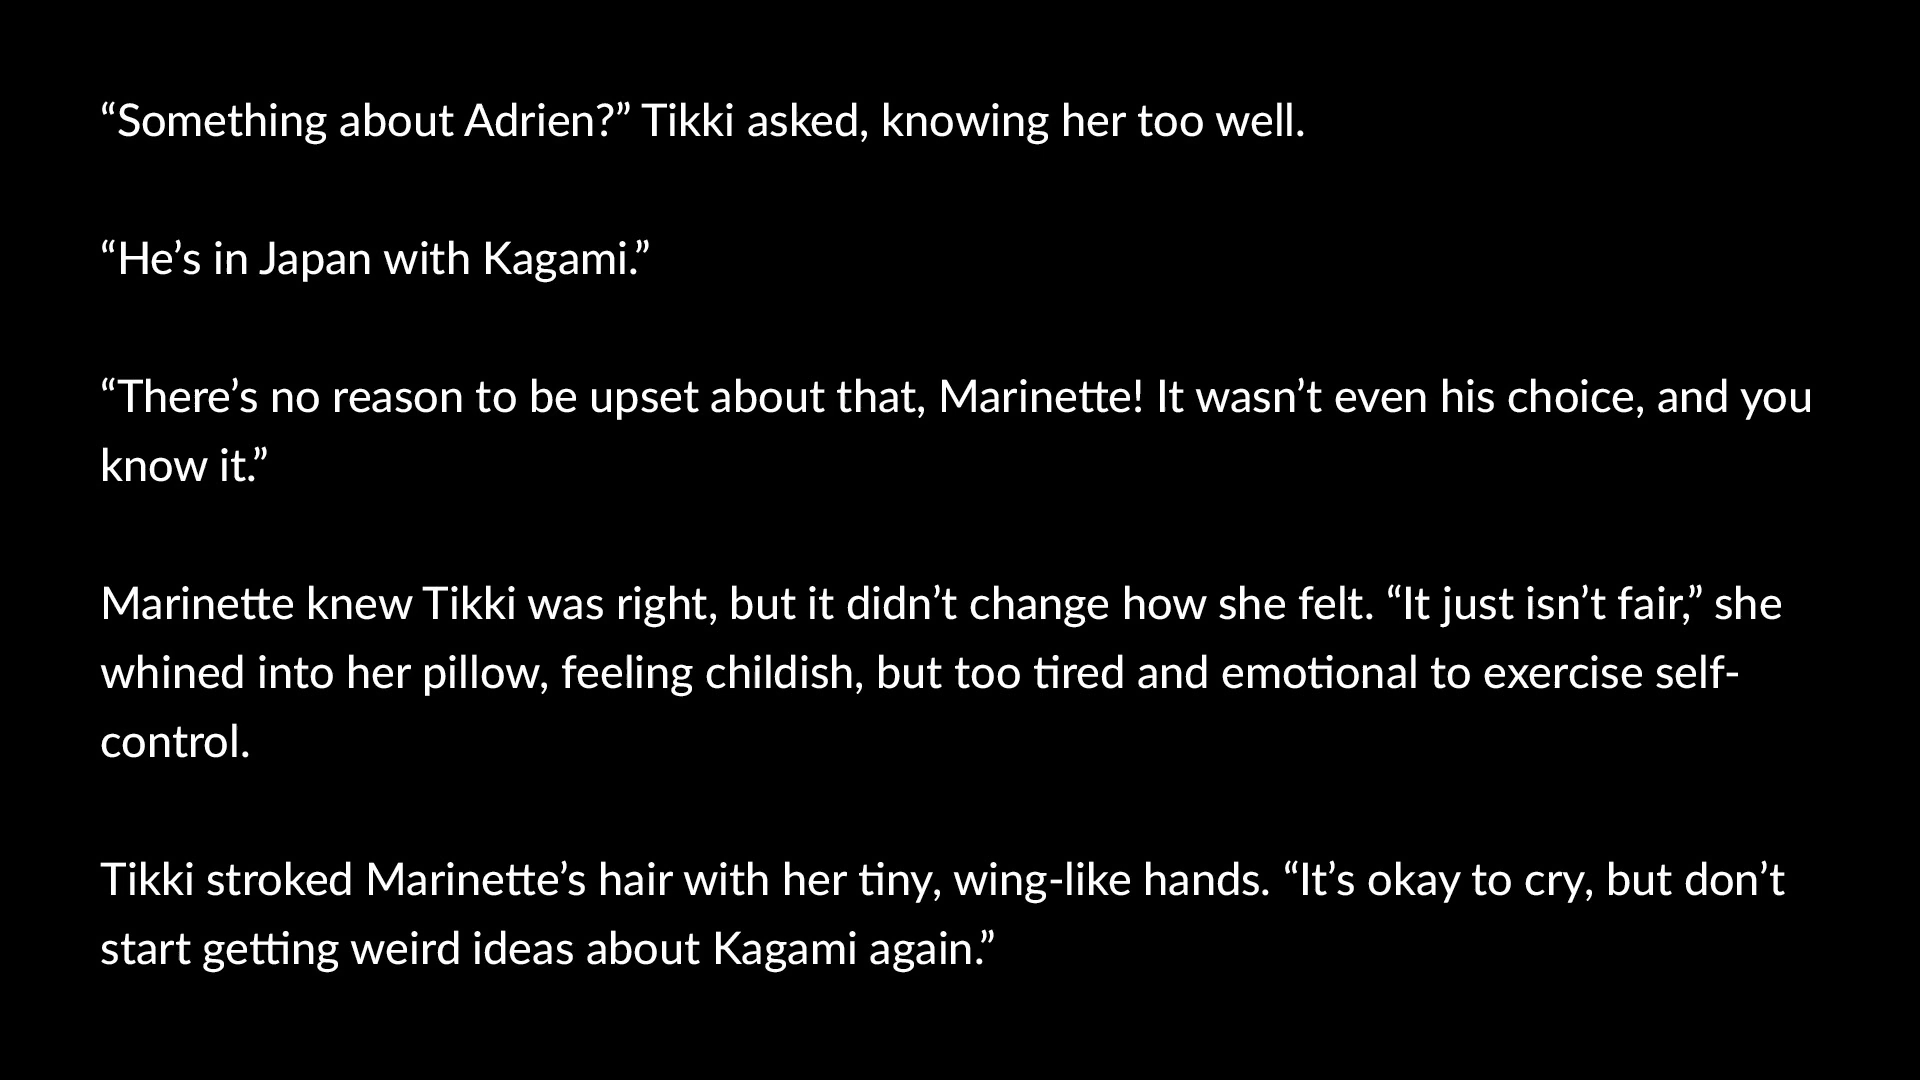 “Something about Adrien?” Tikki asked, knowing her too well.
“He’s in Japan with Kagami.”
“There’s no reason to be upset about that, Marinette! It wasn’t even his choice, and you
know it.”
Marinette knew Tikki was right, but it didn’t change how she felt. “It just isn’t fair,” she
whined into her pillow, feeling childish, but too tired and emotional to exercise self-
control.
Tikki stroked Marinette’s hair with her tiny, wing-like hands. “It’s okay to cry, but don’t
start getting weird ideas about Kagami again.”